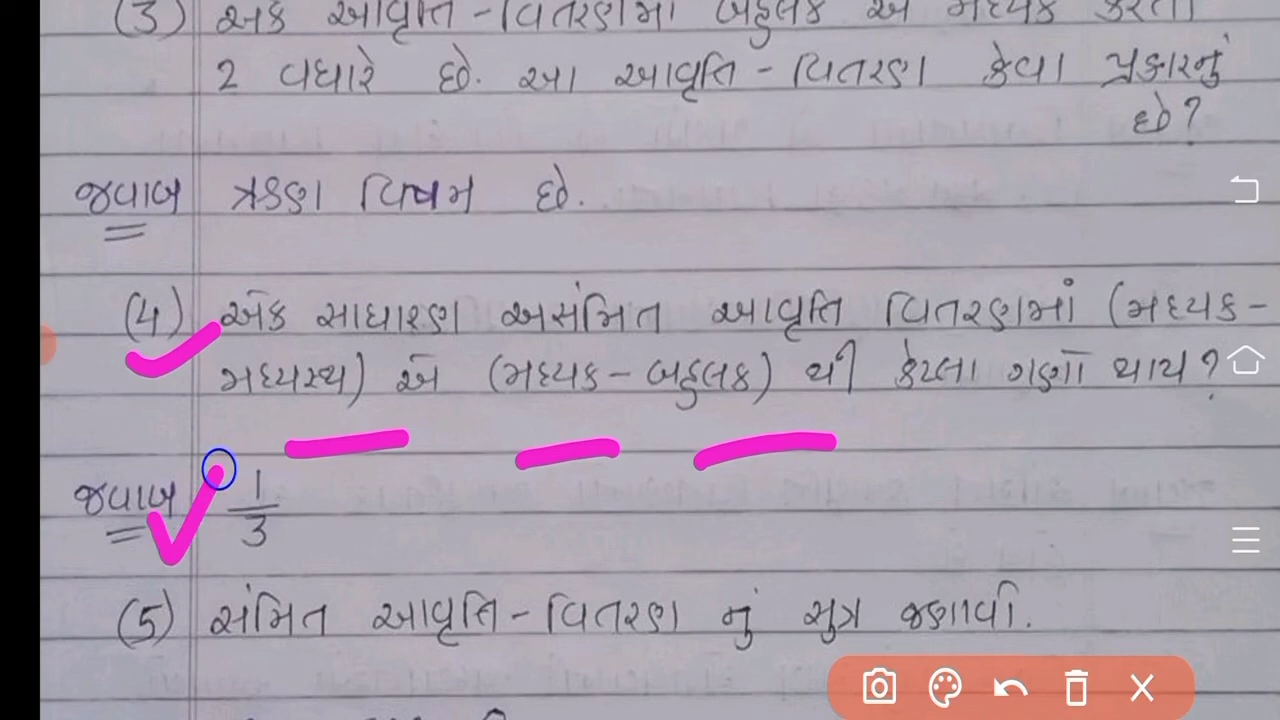 (3) એક આવૃત્તિ - વિતરણમાં બહુલક એ મધ્યક કરતાં
2 વધારે છે. આ આવૃત્તિ - વિતરણ કેવા પ્રકારનું
છે?
જવાબ ઋણ વિષમ છે.
(4) એક સાધારણ અસંમિત આવૃત્તિ વિતરણમાં (મધ્યક -
મધ્યસ્થ) એ (મધ્યક - બહુલક) થી કેટલા ગણો થાય?
જવાબ 1/3
(5) સંમિત આવૃત્તિ - વિતરણ નું સુત્ર જણાવો.